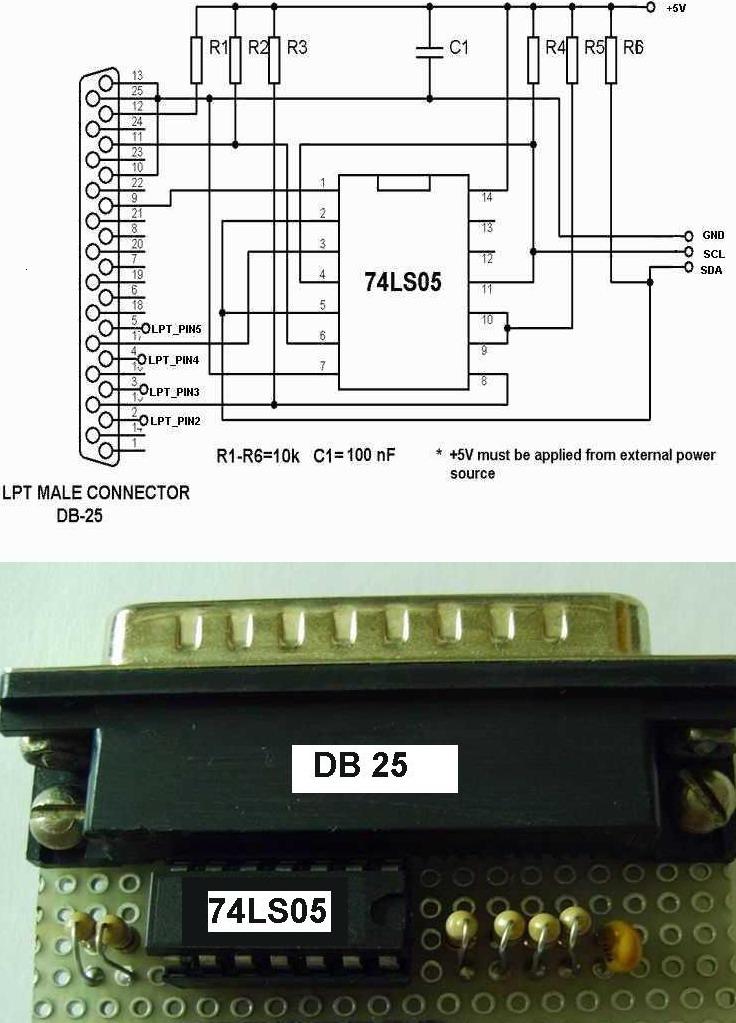 +5V
R1
R2
R3
C1
R4
R5
R6
13
25
12
24
11
23
10
22
9
21
8
20
7
19
6
18
5
17
4
3
2
14
1
LPT_PIN5
LPT_PIN4
LPT_PIN3
LPT_PIN2
1
2
3
4
5
6
7
74LS05
14
13
12
11
10
9
8
GND
SCL
SDA
R1-R6=10k C1=100 nF
* +5V must be applied from external power
source
LPT MALE CONNECTOR
DB-25
DB 25
74LS05